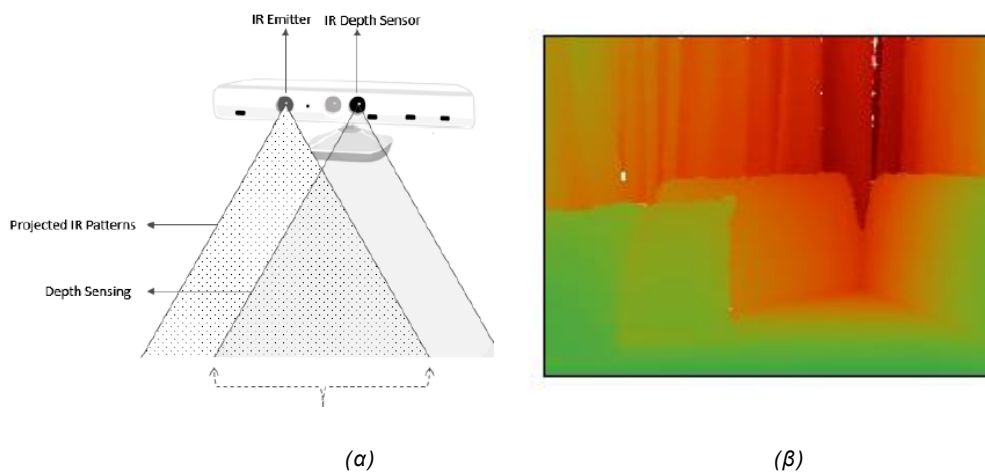 IR Emitter IR Depth Sensor
Projected IR Patterns
Depth Sensing
(α) (β)